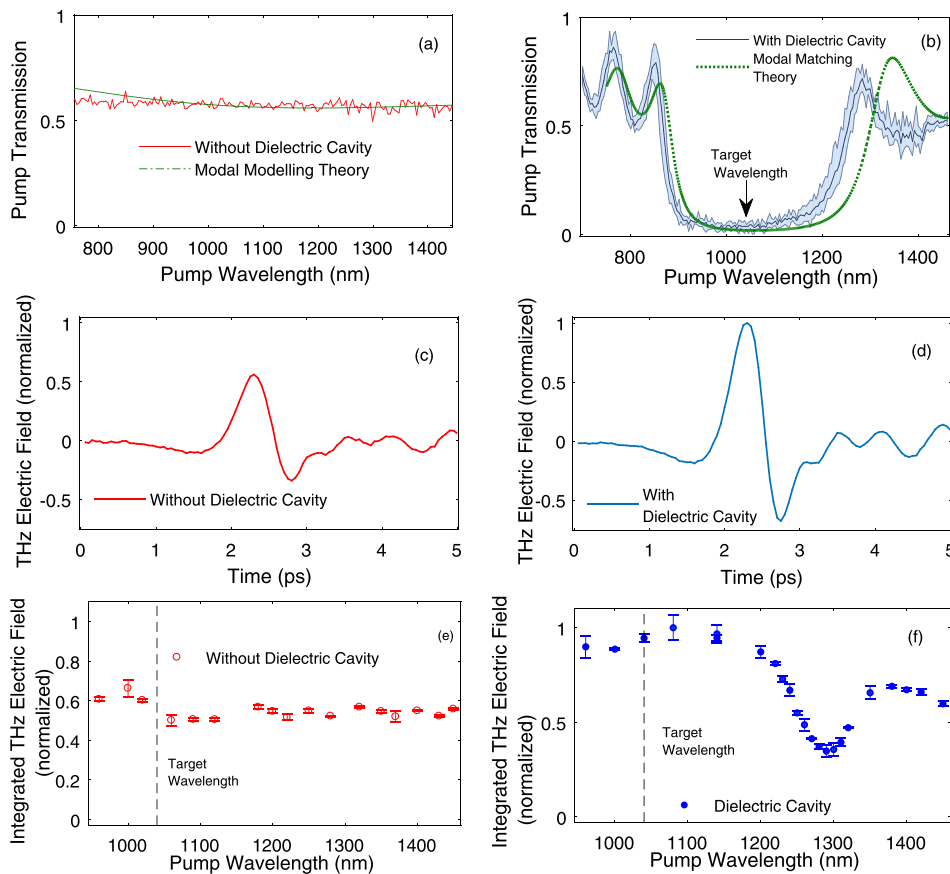 1
0.5
0
Pump Transmission
(a)
Without Dielectric Cavity
Modal Modelling Theory
800
900
1000
1100
1200
1300
1400
Pump Wavelength (nm)
1
0.5
0
Pump Transmission
(b)
With Dielectric Cavity
Modal Matching
Theory
Target
Wavelength
800
1000
1200
1400
Pump Wavelength (nm)
1
0.5
0
-0.5
THz Electric Field (normalized)
(c)
Without Dielectric Cavity
0
1
2
3
4
5
Time (ps)
1
0.5
0
-0.5
THz Electric Field (normalized)
(d)
With
Dielectric Cavity
0
1
2
3
4
5
Time (ps)
1
0.8
0.6
0.4
0.2
0
Integrated THz Electric Field
(normalized)
(e)
Without Dielectric Cavity
Target
Wavelength
1000
1100
1200
1300
1400
Pump Wavelength (nm)
1
0.5
0
Integrated THz Electric Field
(normalized)
(f)
Target
Wavelength
Dielectric Cavity
1000
1100
1200
1300
1400
Pump Wavelength (nm)